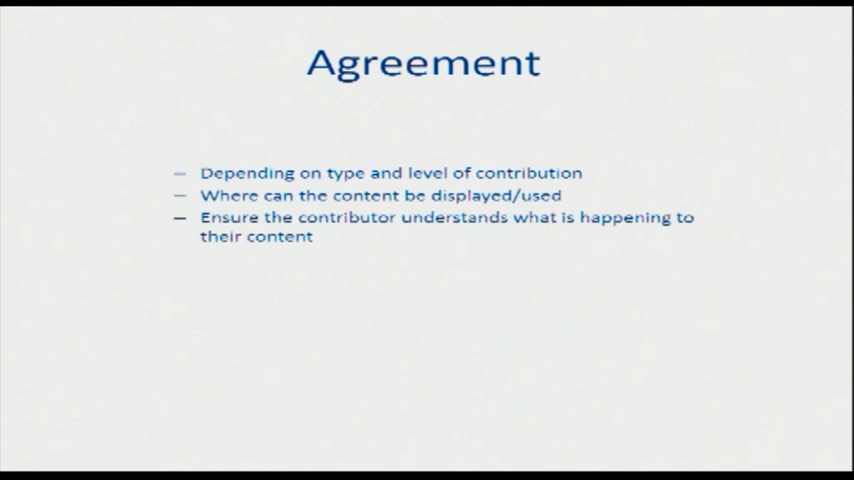 Agreement
– Depending on type and level of contribution
– Where can the content be displayed/used
– Ensure the contributor understands what is happening to
their content